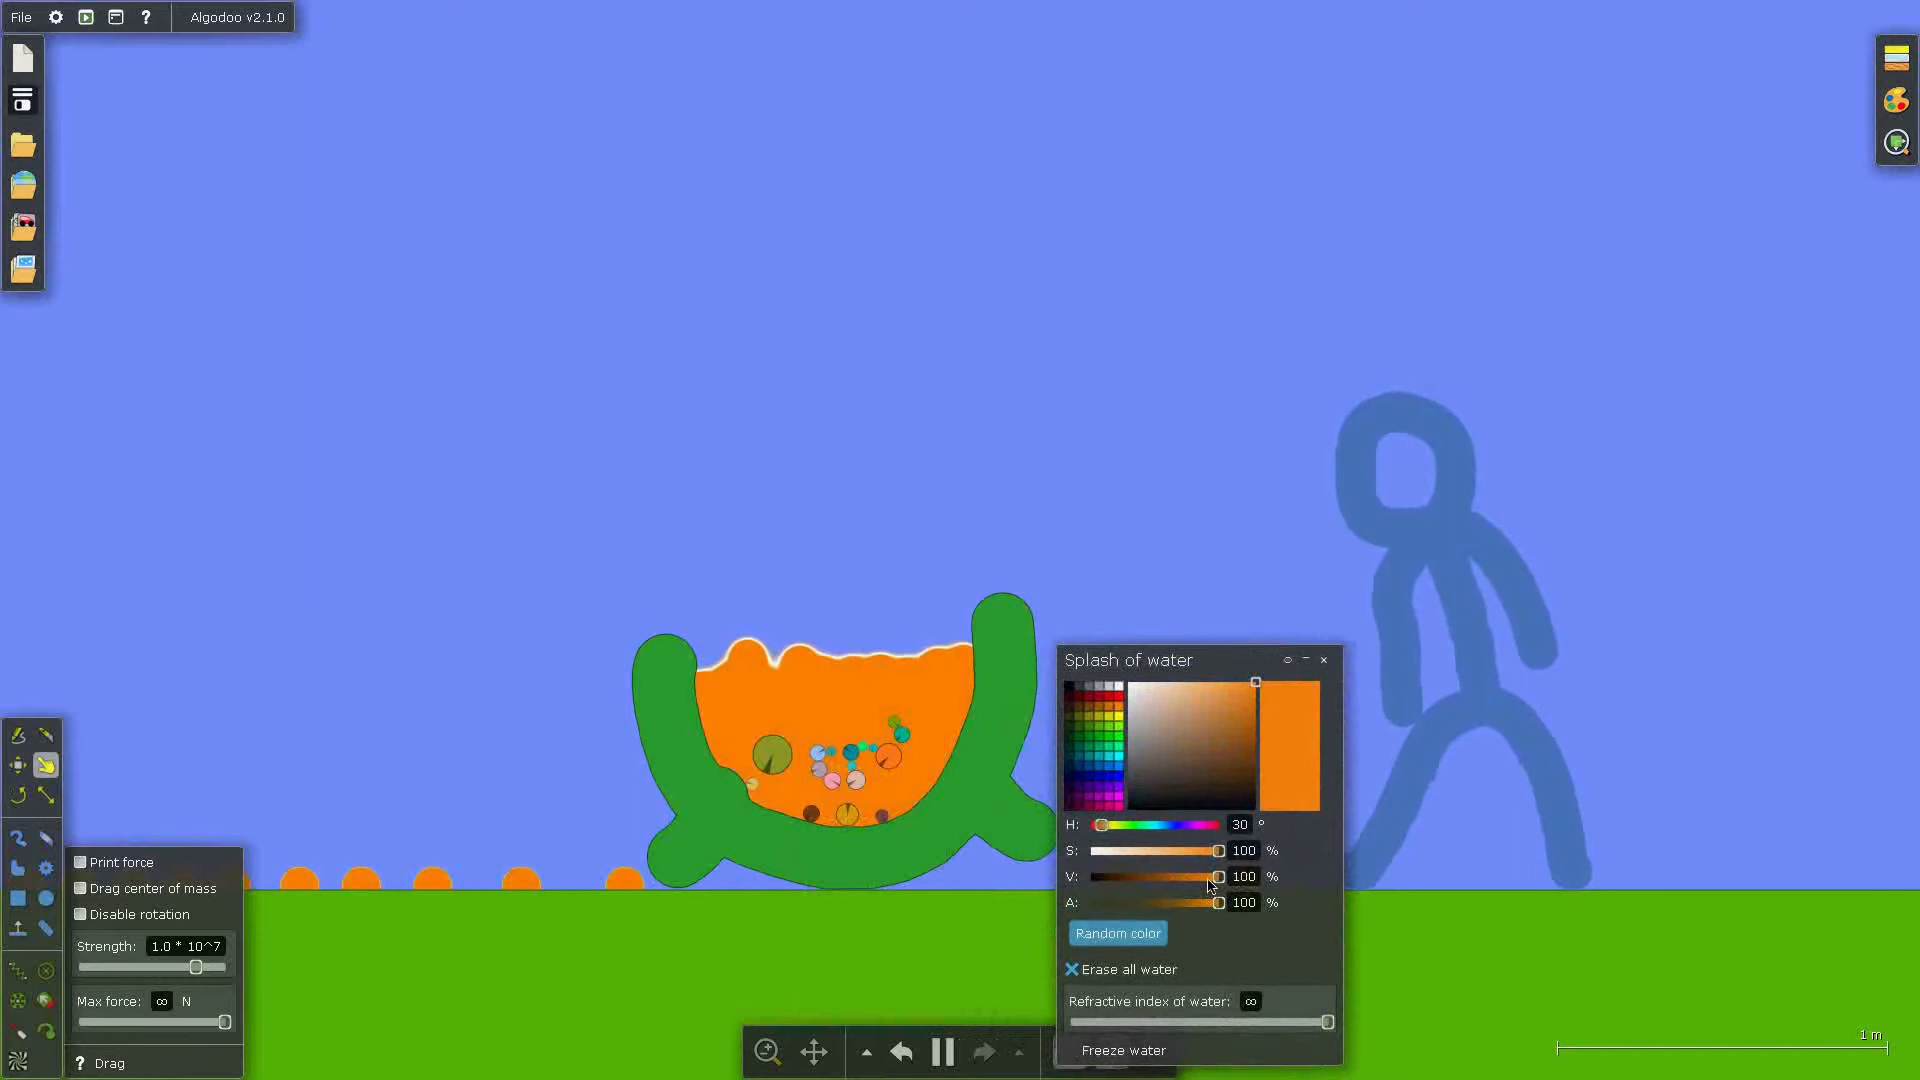 File
?
Algodoo v2.1.0
Splash of water
H: 30 °
S: 100 %
V: 100 %
A: 100 %
Random color
Erase all water
Refractive index of water: ∞
Freeze water
Print force
Drag center of mass
Disable rotation
Strength: 1.0 * 10^7
Max force: ∞ N
? Drag
1 m